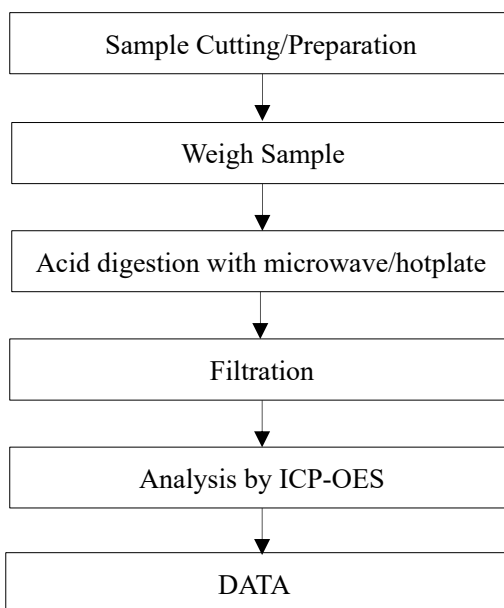 Sample Cutting/Preparation
Weigh Sample
Acid digestion with microwave/hotplate
Filtration
Analysis by ICP-OES
DATA